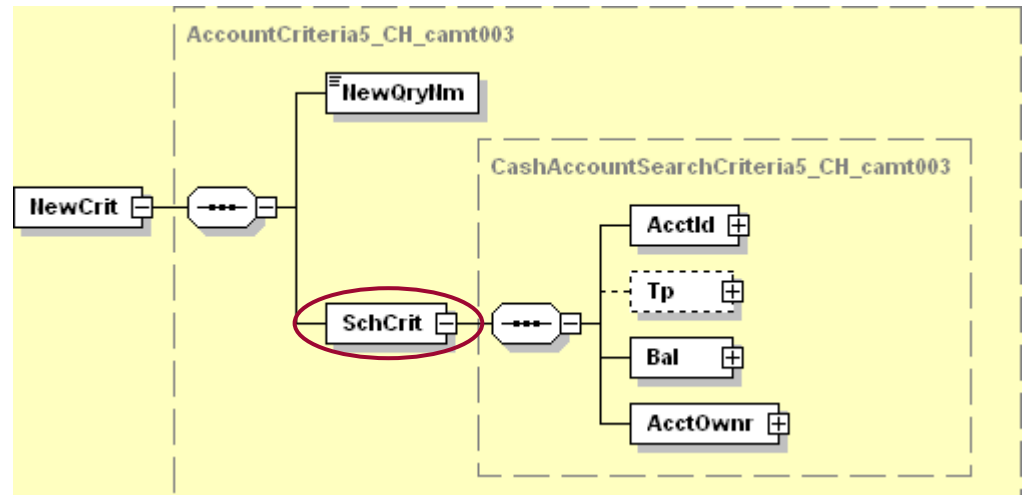 AccountCriteria5_CH_camt003
NewQryNm
CashAccountSearchCriteria5_CH_camt003
NewCrit
AcctId
Tp
SchCrit
Bal
AcctOwnr